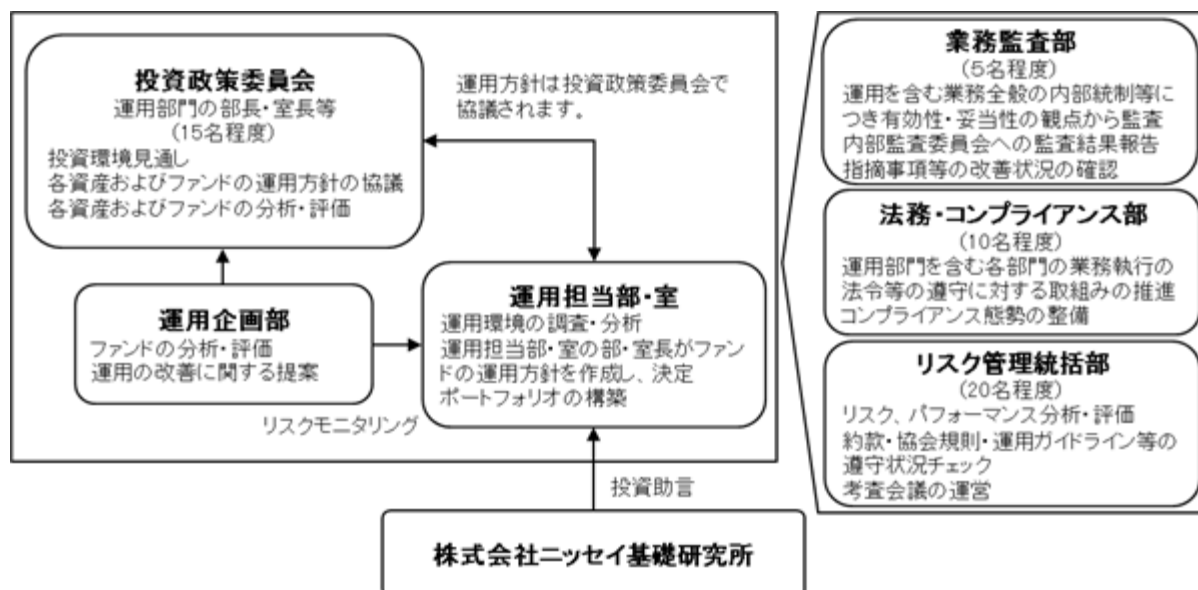 投資政策委員会
運用部門の部長・室長等
(15名程度)
投資環境見通し
各資産およびファンドの運用方針の協議
各資産およびファンドの分析・評価
運用方針は投資政策委員会で
協議されます。
運用企画部
ファンドの分析・評価
運用の改善に関する提案
リスクモニタリング
運用担当部・室
運用環境の調査・分析
運用担当部・室の部・室長がファン
ドの運用方針を作成し、決定
ポートフォリオの構築
投資助言
株式会社ニッセイ基礎研究所
業務監査部
(5名程度)
運用を含む業務全般の内部統制等に
つき有効性・妥当性の観点から監査
内部監査委員会への監査結果報告
指摘事項等の改善状況の確認
法務・コンプライアンス部
(10名程度)
運用部門を含む各部門の業務執行の
法令等の遵守に対する取組みの推進
コンプライアンス態勢の整備
リスク管理統括部
(20名程度)
リスク、パフォーマンス分析・評価
約款・協会規則・運用ガイドライン等の
遵守状況チェック
考査会議の運営